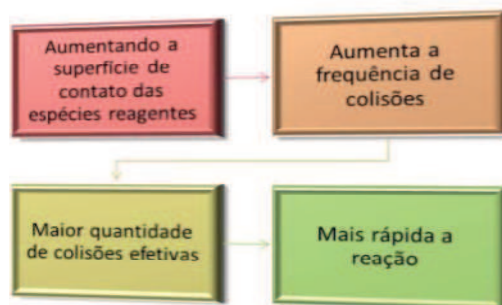 Aumentando a
superfície de
contato das
espécies reagentes
Aumenta a
frequência de
colisões
Maior quantidade
de colisões efetivas
Mais rápida a
reação